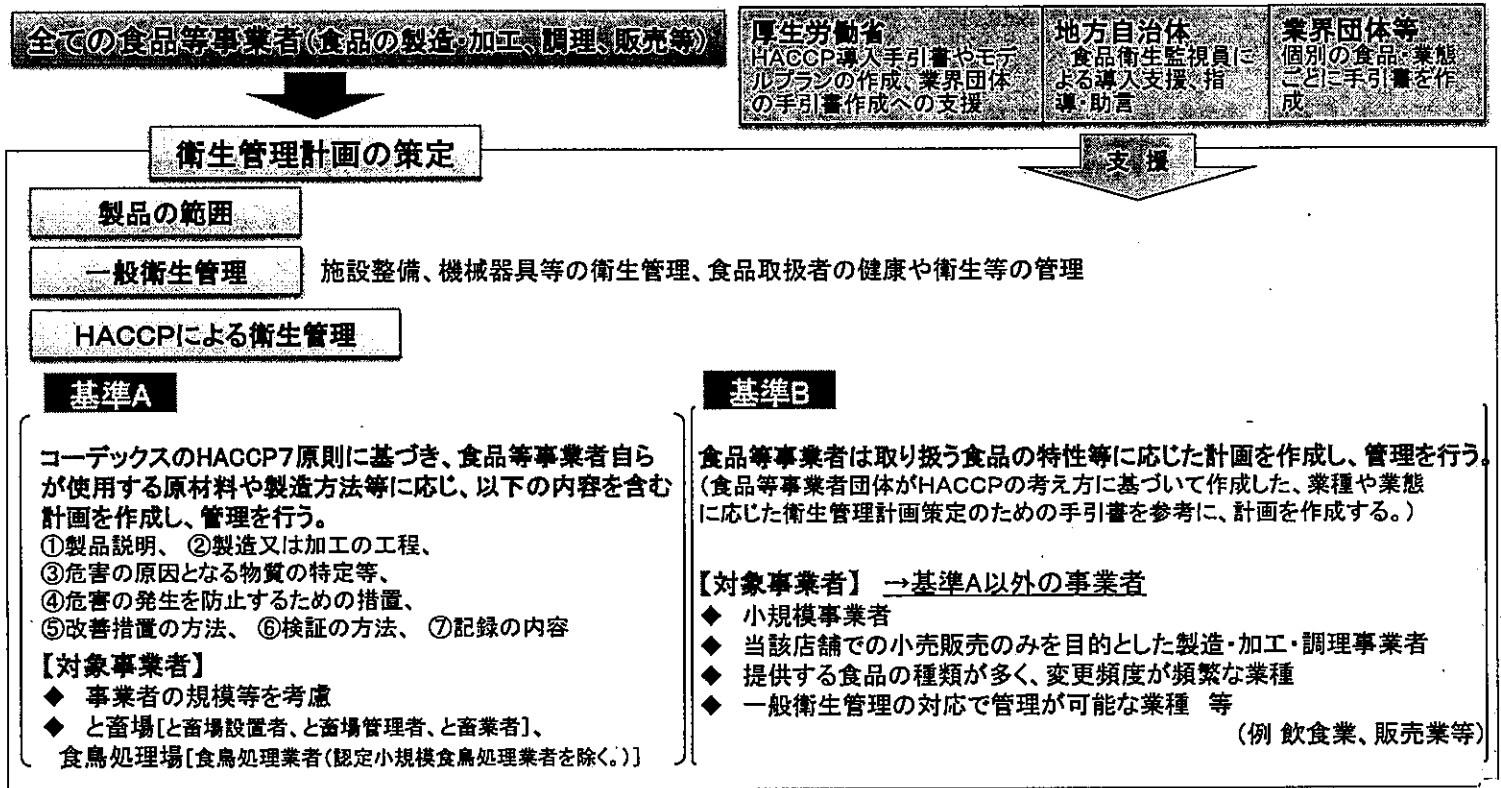 全ての食品等事業者(食品の製造・加工、調理、販売等)
厚生労働省
HACCP導入手引書やモデ
ルプランの作成、業界団体
の手引書作成への支援
地方自治体
食品衛生監視員に
よる導入支援、指
導・助言
業界団体等
個別の食品・業態
ごとに手引書を作
成
衛生管理計画の策定
支援
製品の範囲
一般衛生管理
施設整備、機械器具等の衛生管理、食品取扱者の健康や衛生等の管理
HACCPによる衛生管理
基準A
コーデックスのHACCP7原則に基づき、食品等事業者自ら
が使用する原材料や製造方法等に応じ、以下の内容を含む
計画を作成し、管理を行う。
①製品説明、 ②製造又は加工の工程、
③危害の原因となる物質の特定等、
④危害の発生を防止するための措置、
⑤改善措置の方法、 ⑥検証の方法、 ⑦記録の内容
【対象事業者】
◆ 事業者の規模等を考慮
◆ と畜場[と畜場設置者、と畜場管理者、と畜業者]、
食鳥処理場[食鳥処理業者(認定小規模食鳥処理業者を除く。)]
基準B
食品等事業者は取り扱う食品の特性等に応じた計画を作成し、管理を行う。
(食品等事業者団体がHACCPの考え方に基づいて作成した、業種や業態
に応じた衛生管理計画策定のための手引書を参考に、計画を作成する。)
【対象事業者】 →基準A以外の事業者
◆ 小規模事業者
◆ 当該店舗での小売販売のみを目的とした製造・加工・調理事業者
◆ 提供する食品の種類が多く、変更頻度が頻繁な業種
◆ 一般衛生管理の対応で管理が可能な業種 等
(例 飲食業、販売業等)